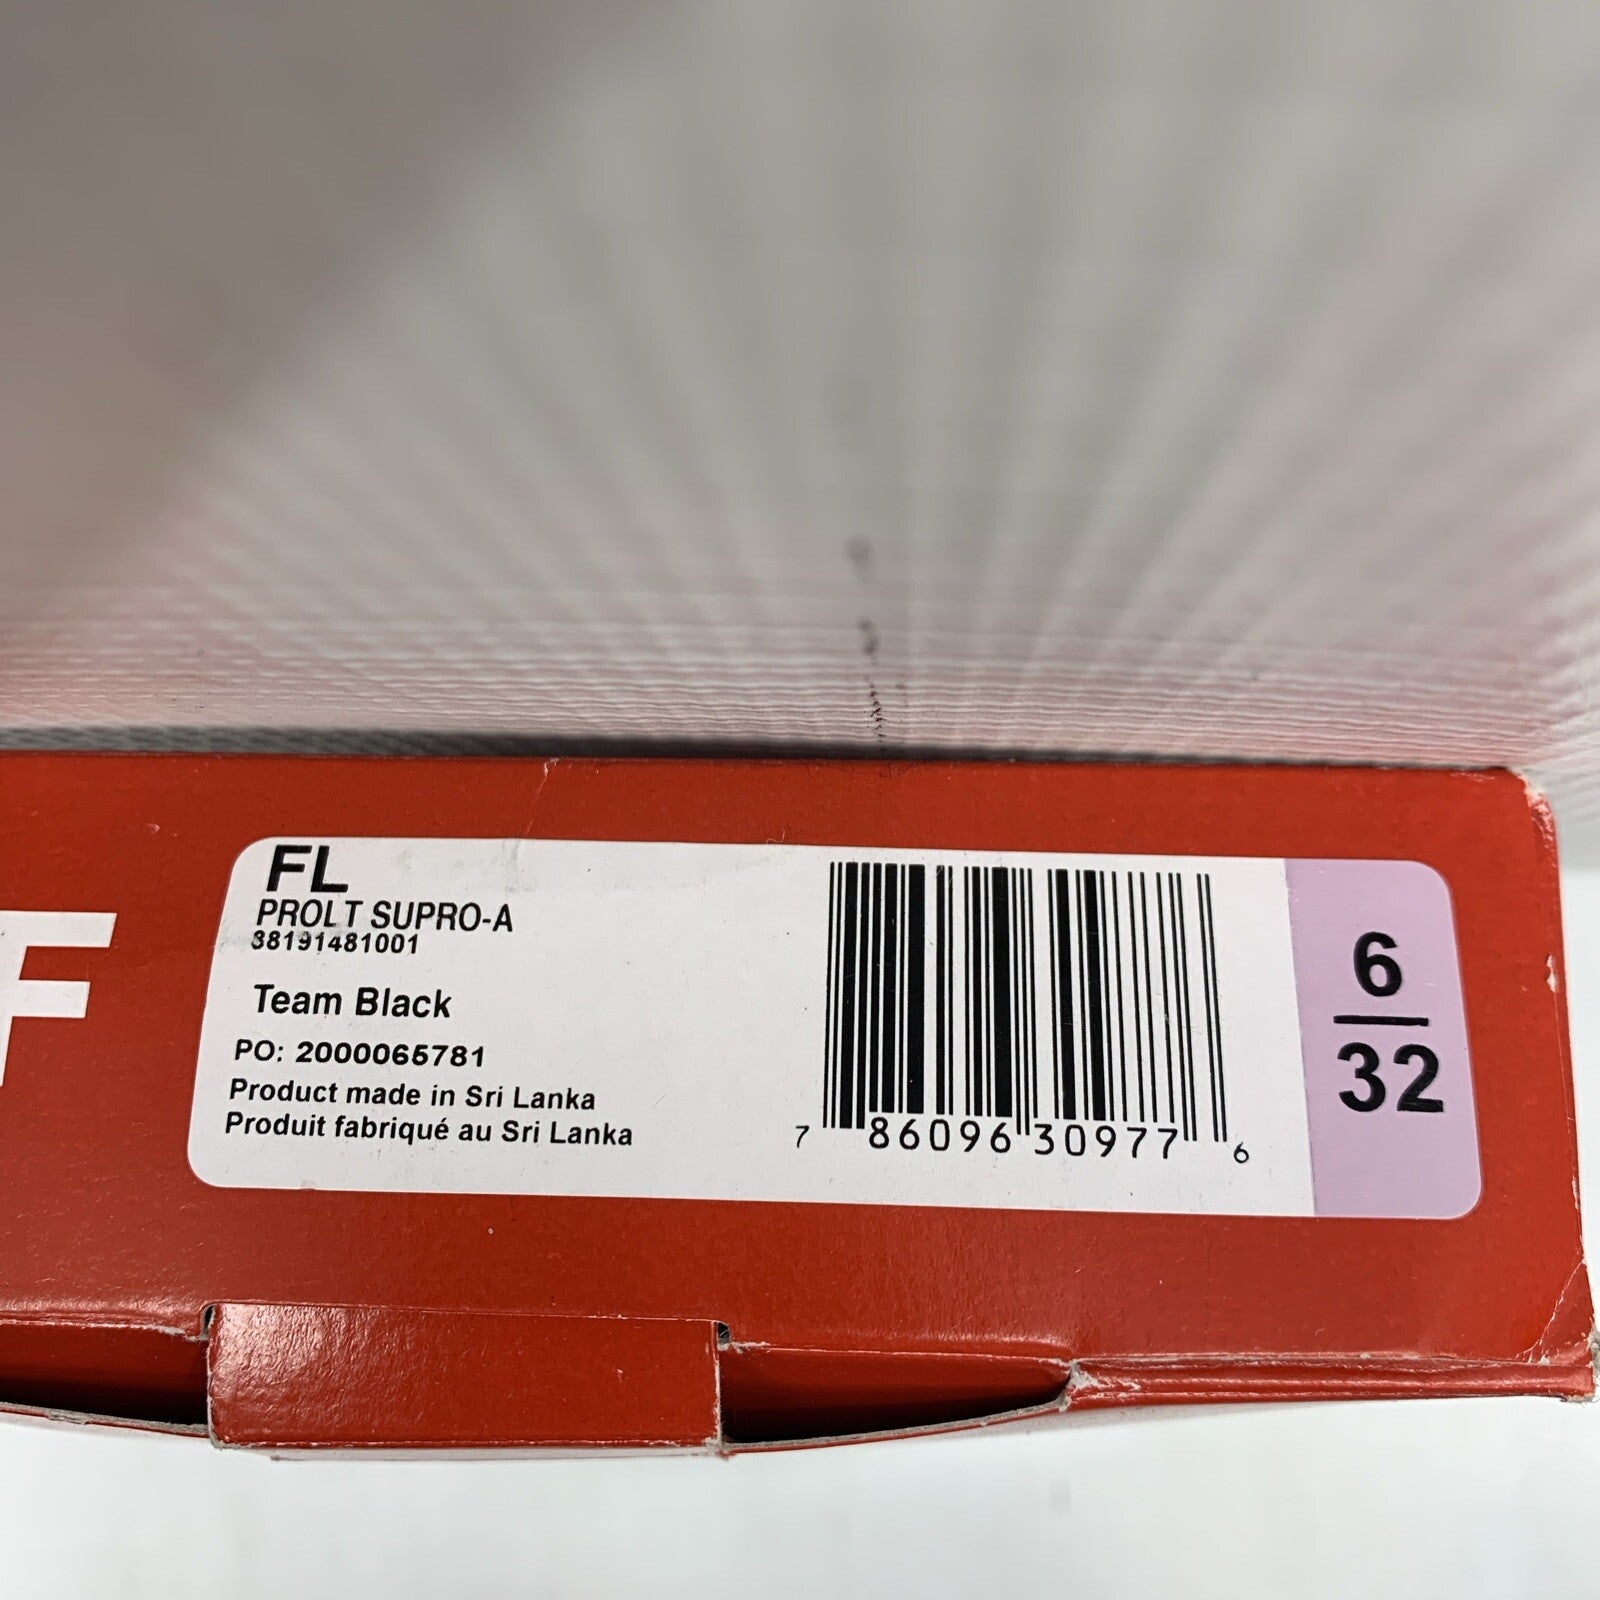 F
FL
PROLT SUPRO-A
38191481001
Team Black
PO: 2000065781
Product made in Sri Lanka
Produit fabriqué au Sri Lanka
7 86096 30977 6
6
32